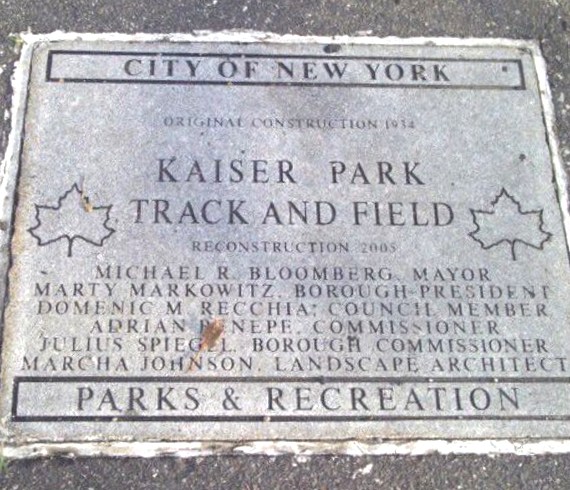 CITY OF NEW YORK
ORIGINAL CONSTRUCTION 1934
KAISER PARK
TRACK AND FIELD
RECONSTRUCTION 2005
MICHAEL R. BLOOMBERG, MAYOR
MARTY MARKOWITZ, BOROUGH PRESIDENT
DOMENIC M. RECCHIA, COUNCIL MEMBER
ADRIAN BENEPE, COMMISSIONER
JULIUS SPIEGEL, BOROUGH COMMISSIONER
MARCHA JOHNSON, LANDSCAPE ARCHITECT
PARKS & RECREATION